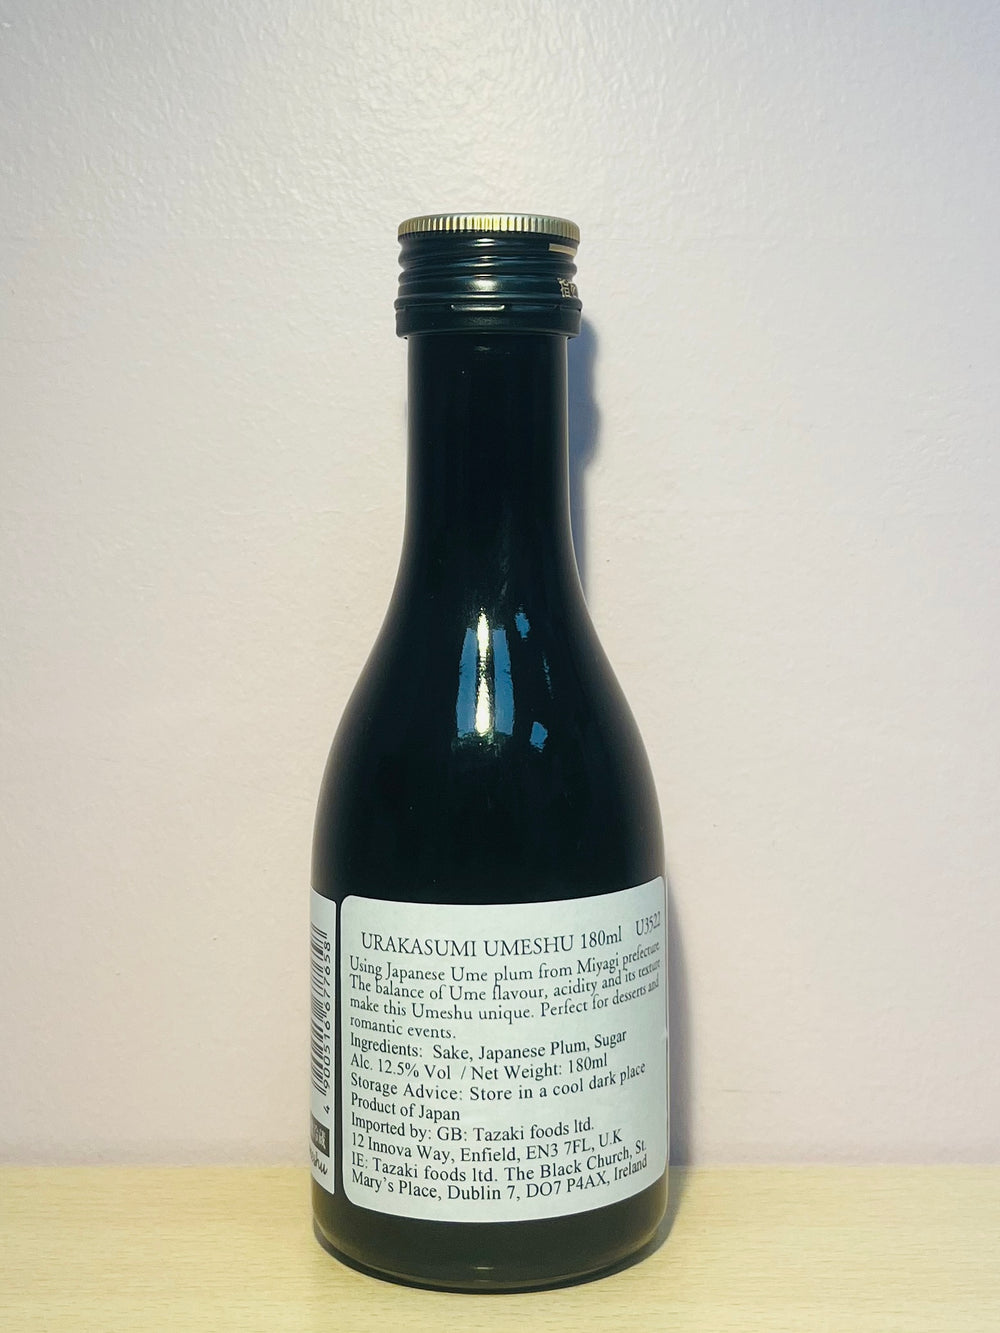 URAKASUMI UMESHU 180ml U3522
Using Japanese Ume plum from Miyagi prefecture.
The balance of Ume flavour, acidity and its texture
make this Umeshu unique. Perfect for desserts and
romantic events.
Ingredients: Sake, Japanese Plum, Sugar
Alc. 12.5% Vol / Net Weight: 180ml
Storage Advice: Store in a cool dark place
Product of Japan
Imported by: GB: Tazaki foods ltd.
12 Innova Way, Enfield, EN3 7FL, U.K
IE: Tazaki foods ltd. The Black Church, St.
Mary's Place, Dublin 7, DO7 P4AX, Ireland
4 900516 677658